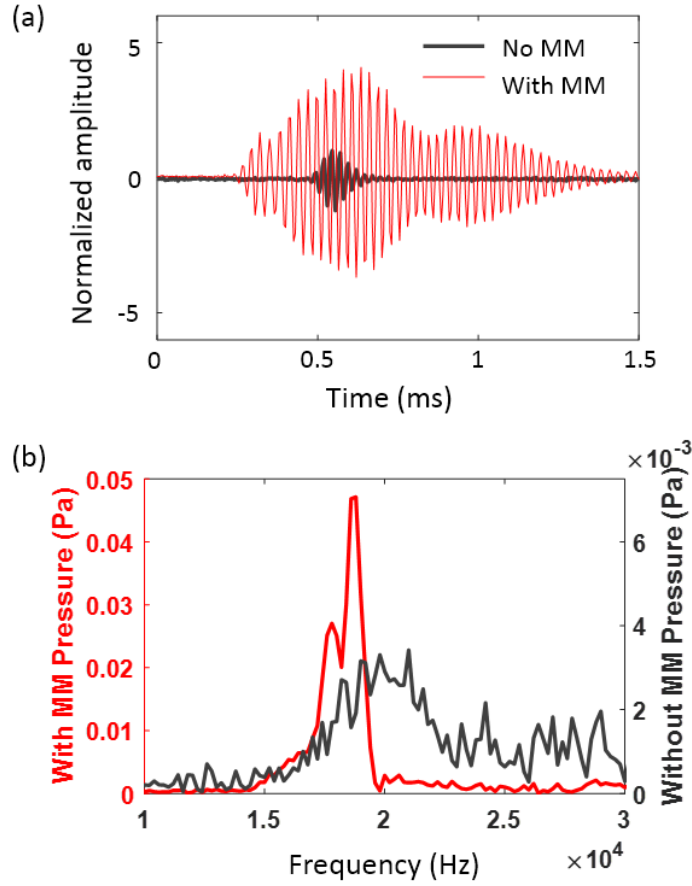 (a)
Normalized amplitude
5
0
-5
No MM
With MM
0
0.5
1
1.5
Time (ms)
(b)
×10⁻³
With MM Pressure (Pa)
0.05
0.04
0.03
0.02
0.01
0
6
4
2
0
Without MM Pressure (Pa)
1
1.5
2
2.5
3
Frequency (Hz)
×10⁴